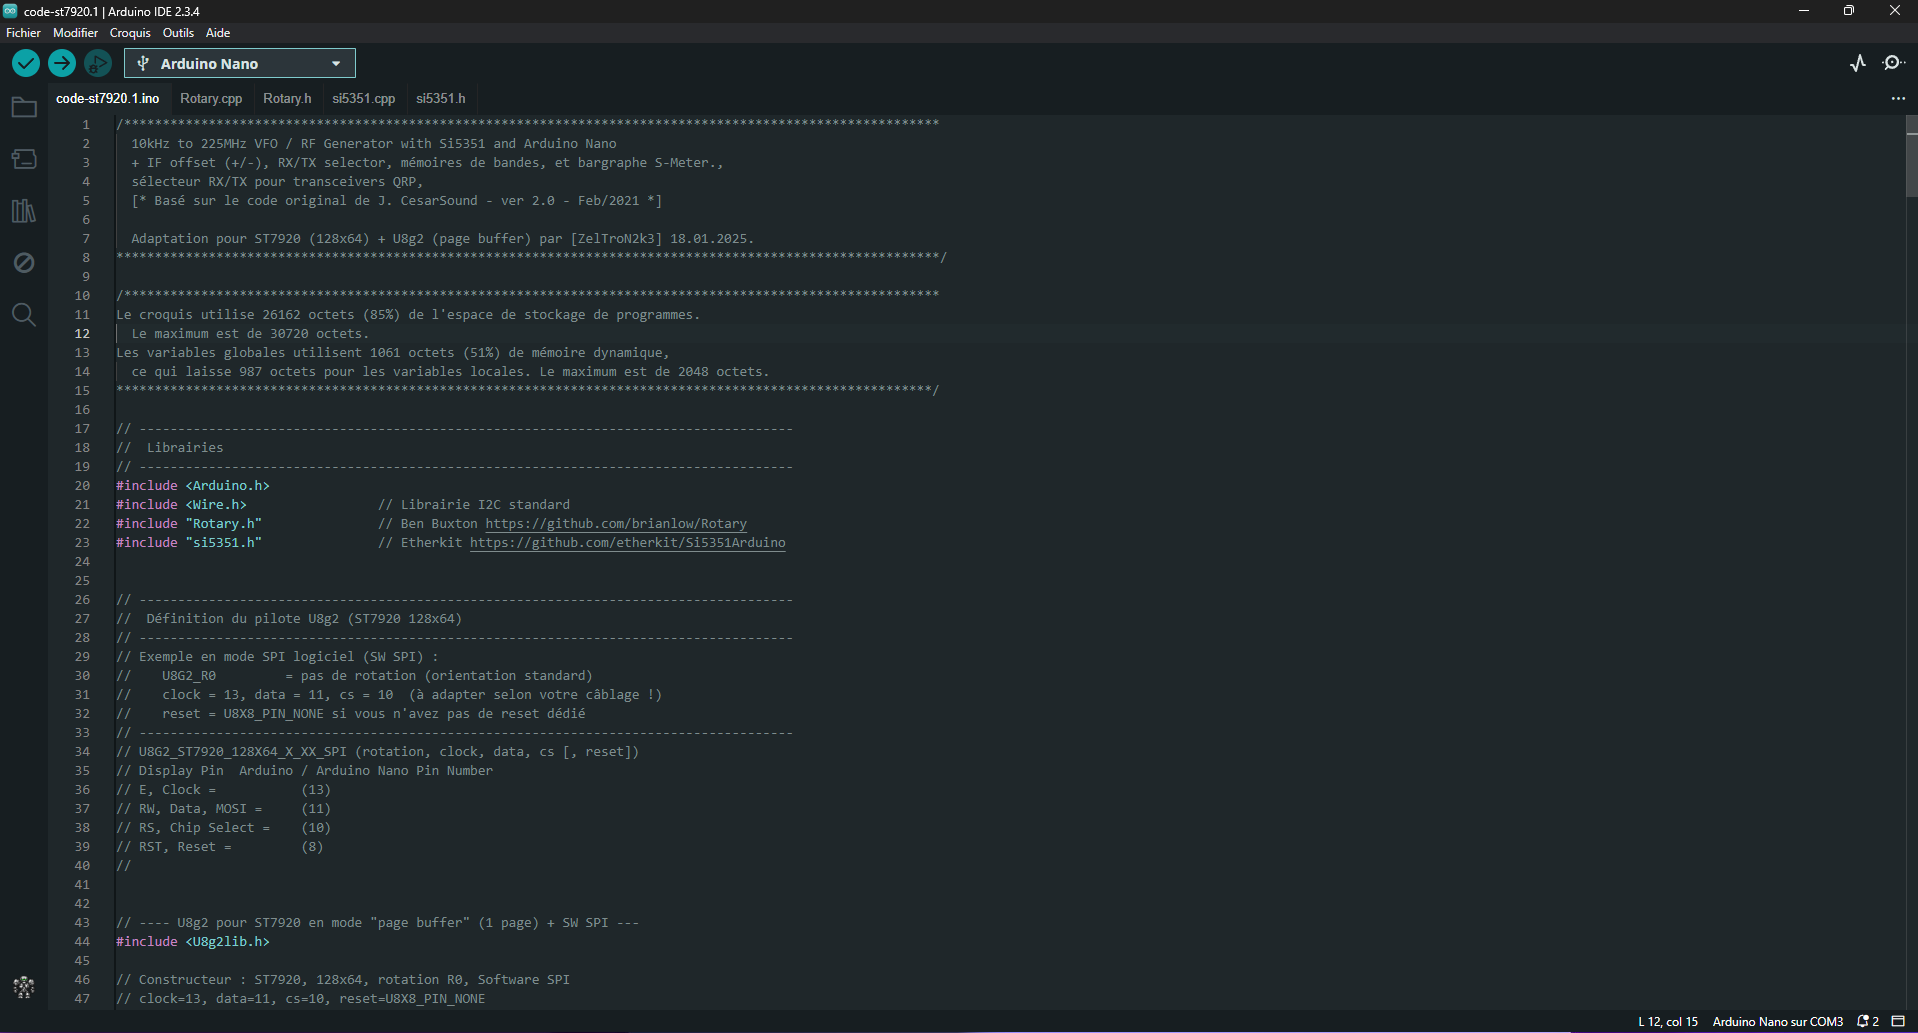 code-st7920.1 | Arduino IDE 2.3.4
Fichier Modifier Croquis Outils Aide
Arduino Nano
code-st7920.1.ino Rotary.cpp Rotary.h si5351.cpp si5351.h
1 /**********************************************************************************************************
2 10kHz to 225MHz VFO / RF Generator with Si5351 and Arduino Nano
3 + IF offset (+/-), RX/TX selector, mémoires de bandes, et bargraphe S-Meter.,
4 sélecteur RX/TX pour transceivers QRP,
5 [* Basé sur le code original de J. CesarSound - ver 2.0 - Feb/2021 *]
6
7 Adaptation pour ST7920 (128x64) + U8g2 (page buffer) par [ZelTroN2k3] 18.01.2025.
8 ***********************************************************************************************************/
9
10 /**********************************************************************************************************
11 Le croquis utilise 26162 octets (85%) de l'espace de stockage de programmes.
12 Le maximum est de 30720 octets.
13 Les variables globales utilisent 1061 octets (51%) de mémoire dynamique,
14 ce qui laisse 987 octets pour les variables locales. Le maximum est de 2048 octets.
15 **********************************************************************************************************/
16
17 // -------------------------------------------------------------------------------------
18 // Librairies
19 // -------------------------------------------------------------------------------------
20 #include <Arduino.h>
21 #include <Wire.h> // Librairie I2C standard
22 #include "Rotary.h" // Ben Buxton https://github.com/brianlow/Rotary
23 #include "si5351.h" // Etherkit https://github.com/etherkit/Si5351Arduino
24
25
26 // -------------------------------------------------------------------------------------
27 // Définition du pilote U8g2 (ST7920 128x64)
28 // -------------------------------------------------------------------------------------
29 // Exemple en mode SPI logiciel (SW SPI) :
30 // U8G2_R0 = pas de rotation (orientation standard)
31 // clock = 13, data = 11, cs = 10 (à adapter selon votre câblage !)
32 // reset = U8X8_PIN_NONE si vous n'avez pas de reset dédié
33 // -------------------------------------------------------------------------------------
34 // U8G2_ST7920_128X64_X_XX_SPI (rotation, clock, data, cs [, reset])
35 // Display Pin Arduino / Arduino Nano Pin Number
36 // E, Clock = (13)
37 // RW, Data, MOSI = (11)
38 // RS, Chip Select = (10)
39 // RST, Reset = (8)
40 //
41
42
43 // ---- U8g2 pour ST7920 en mode "page buffer" (1 page) + SW SPI ---
44 #include <U8g2lib.h>
45
46 // Constructeur : ST7920, 128x64, rotation R0, Software SPI
47 // clock=13, data=11, cs=10, reset=U8X8_PIN_NONE
L 12, col 15 Arduino Nano sur COM3 2